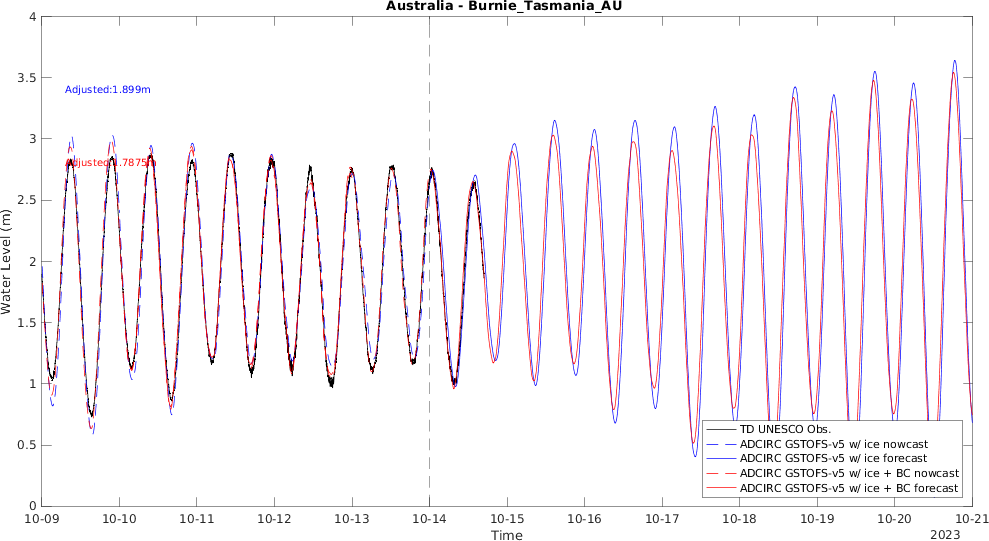 Australia - Burnie_Tasmania_AU
4
3.5
3
2.5
2
1.5
1
0.5
0
Water Level (m)
Adjusted:1.899m
Adjusted:1.7875m
TD UNESCO Obs.
ADCIRC GSTOFS-v5 w/ ice nowcast
ADCIRC GSTOFS-v5 w/ ice forecast
ADCIRC GSTOFS-v5 w/ ice + BC nowcast
ADCIRC GSTOFS-v5 w/ ice + BC forecast
10-09 10-10 10-11 10-12 10-13 10-14 10-15 10-16 10-17 10-18 10-19 10-20 10-21
Time
2023